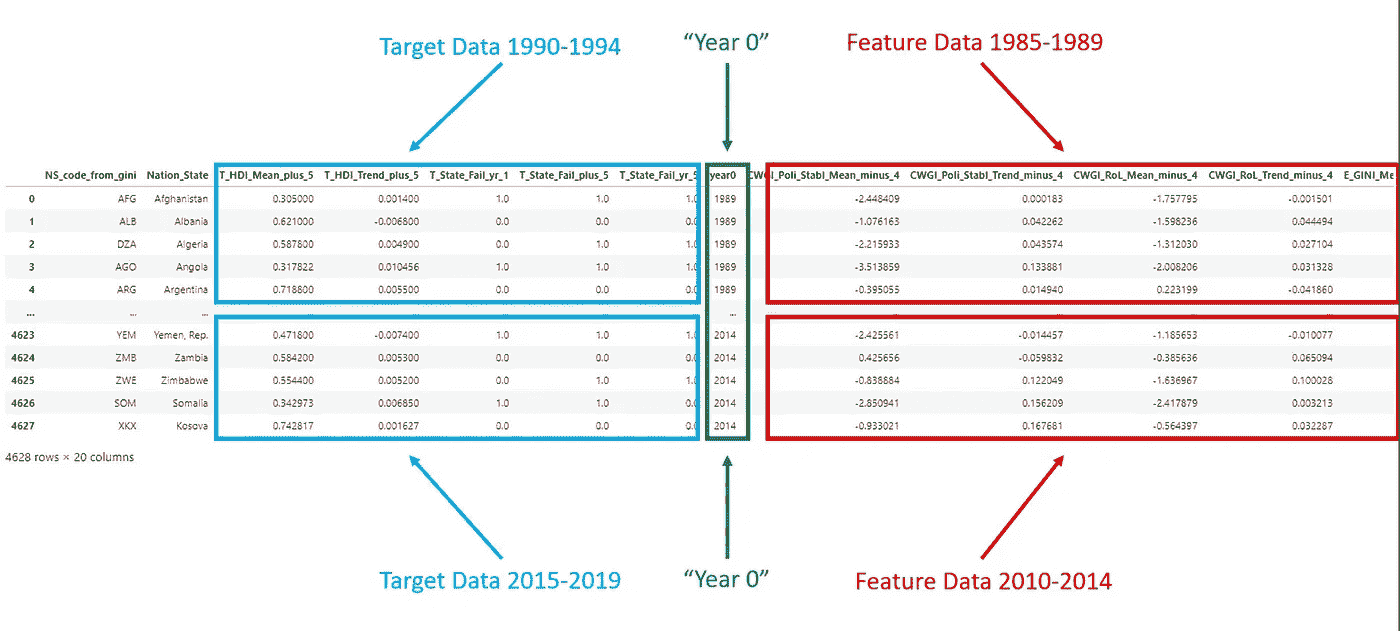 Target Data 1990-1994 “Year 0” Feature Data 1985-1989
NS_code_from_gini Nation_State T_HDI_Mean_plus_5 T_HDI_Trend_plus_5 T_State_Fail_yr_1 T_State_Fail_plus_5 T_State_Fail_yr_5 year0 CWGI_Poli_Stabl_Mean_minus_4 CWGI_Poli_Stabl_Trend_minus_4 CWGI_RoL_Mean_minus_4 CWGI_RoL_Trend_minus_4 E_GINI_Me
0 AFG Afghanistan 0.305000 0.001400 1.0 1.0 1.0 1989 -2.448409 0.000183 -1.757795 -0.001501
1 ALB Albania 0.621000 -0.006800 0.0 0.0 0.0 1989 -1.076163 0.042262 -1.598236 0.044494
2 DZA Algeria 0.587800 0.004900 0.0 1.0 1.0 1989 -2.215933 0.043574 -1.312030 0.027104
3 AGO Angola 0.317822 0.010456 1.0 1.0 1.0 1989 -3.513859 0.133881 -2.008206 0.031328
4 ARG Argentina 0.718800 0.005500 0.0 0.0 0.0 1989 -0.395055 0.014940 0.223199 -0.041860
... ... ... ... ...
4623 YEM Yemen, Rep. 0.471800 -0.007400 1.0 1.0 1.0 2014 -2.425561 -0.014457 -1.185653 -0.010077
4624 ZMB Zambia 0.584200 0.005300 0.0 0.0 0.0 2014 0.425656 -0.059832 -0.385636 0.065094
4625 ZWE Zimbabwe 0.554400 0.005200 0.0 1.0 0.0 2014 -0.838884 0.122049 -1.636967 0.100028
4626 SOM Somalia 0.342973 0.006850 1.0 1.0 1.0 2014 -2.850941 0.156209 -2.417879 0.003213
4627 XKX Kosova 0.742817 0.001627 0.0 0.0 0.0 2014 -0.933021 0.167681 -0.564397 0.032287
4628 rows × 20 columns
Target Data 2015-2019 “Year 0” Feature Data 2010-2014